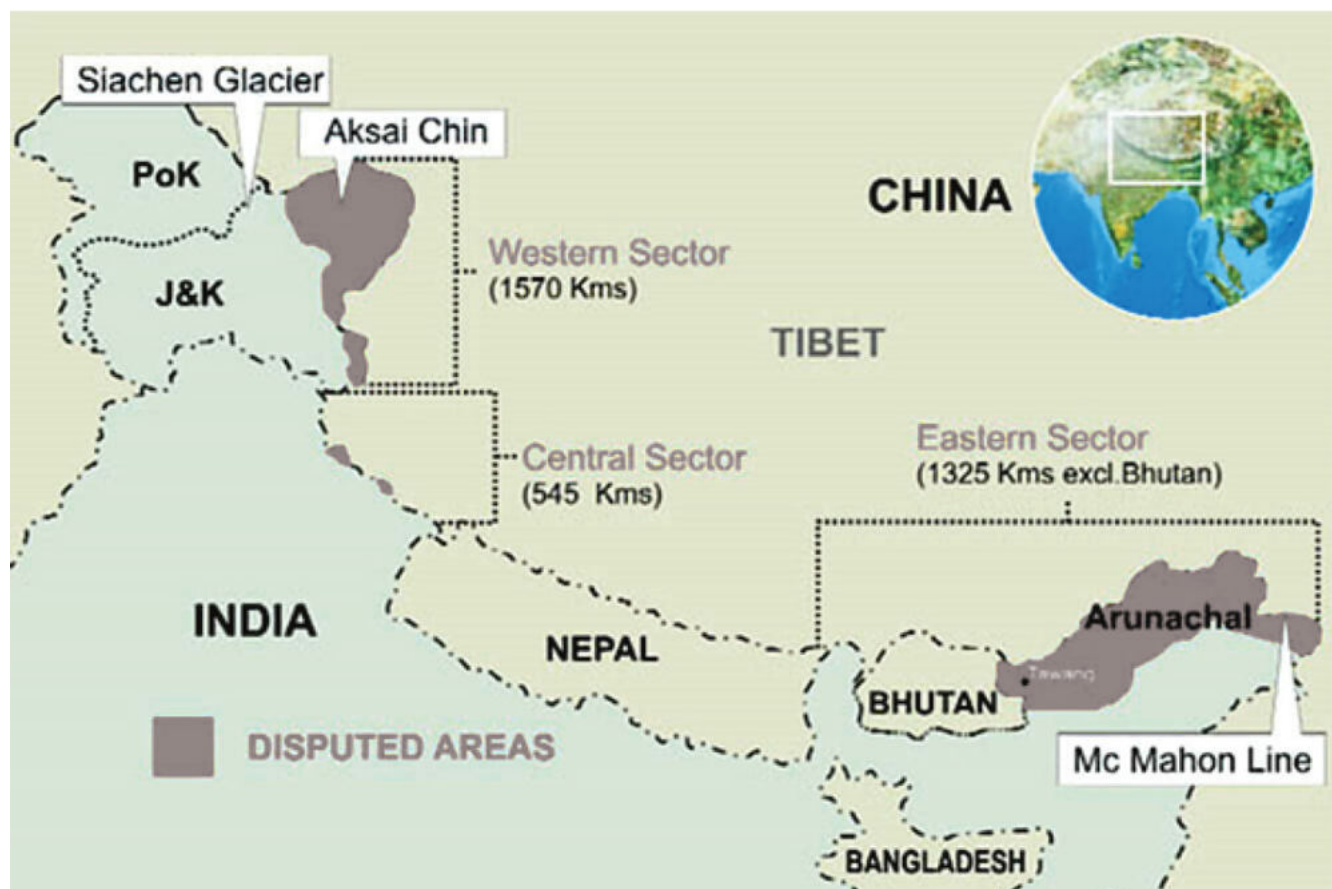 Siachen Glacier
Aksai Chin
PoK
CHINA
Western Sector
(1570 Kms)
J&K
TIBET
Eastern Sector
(1325 Kms excl.Bhutan)
Central Sector
(545 Kms)
INDIA
Arunachal
NEPAL
Tawang
BHUTAN
DISPUTED AREAS
Mc Mahon Line
BANGLADESH